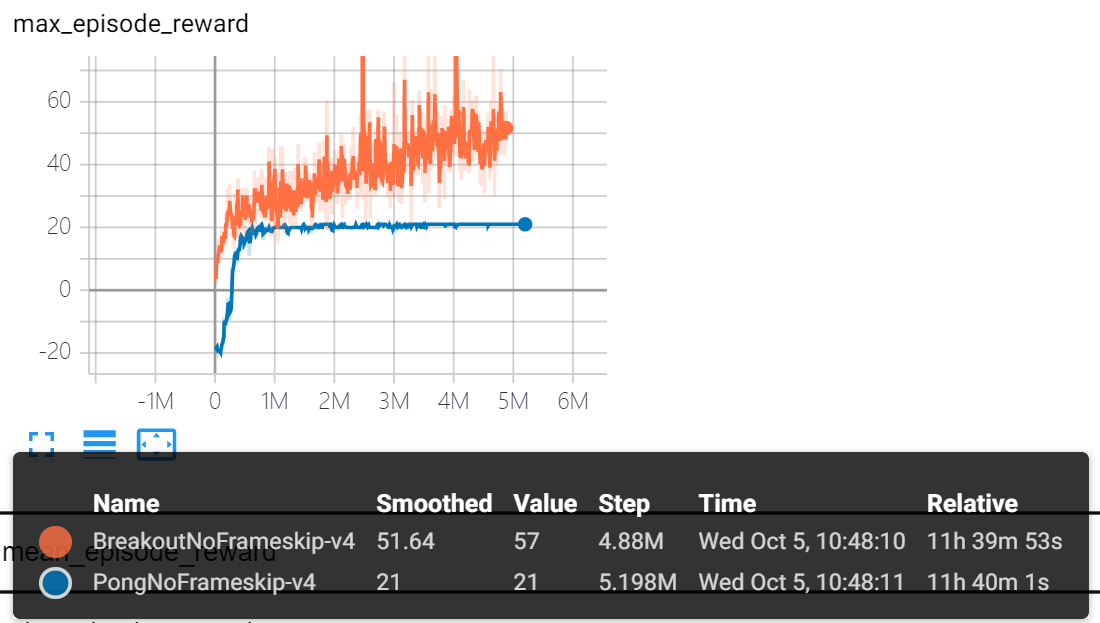 max_episode_reward
60
40
20
0
-20
-1M 0 1M 2M 3M 4M 5M 6M
Name Smoothed Value Step Time Relative
BreakoutNoFrameskip-v4 51.64 57 4.88M Wed Oct 5, 10:48:10 11h 39m 53s
mean_episode_reward
PongNoFrameskip-v4 21 21 5.198M Wed Oct 5, 10:48:11 11h 40m 1s